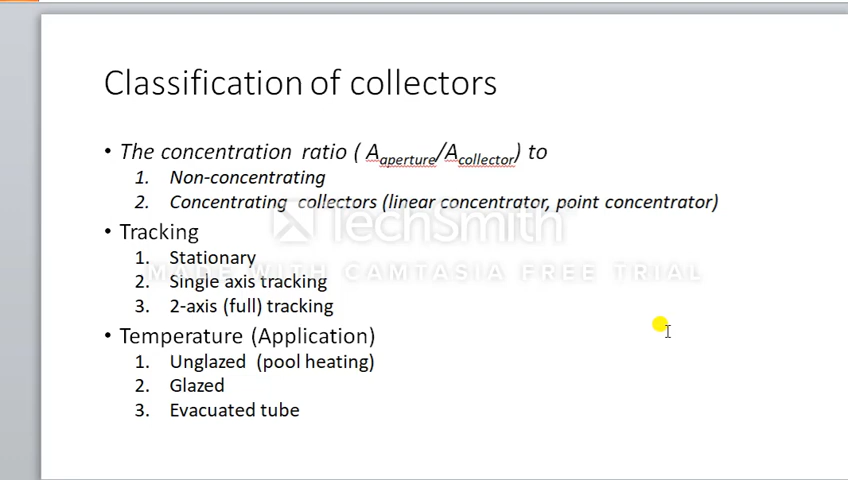 Classification of collectors
• The concentration ratio ( Aaperture/Acollector) to
1. Non-concentrating
2. Concentrating collectors (linear concentrator, point concentrator)
TechSmith
• Tracking
1. Stationary
MADE WITH CAMTASIA FREE TRIAL
2. Single axis tracking
3. 2-axis (full) tracking
• Temperature (Application)
1. Unglazed (pool heating)
2. Glazed
3. Evacuated tube